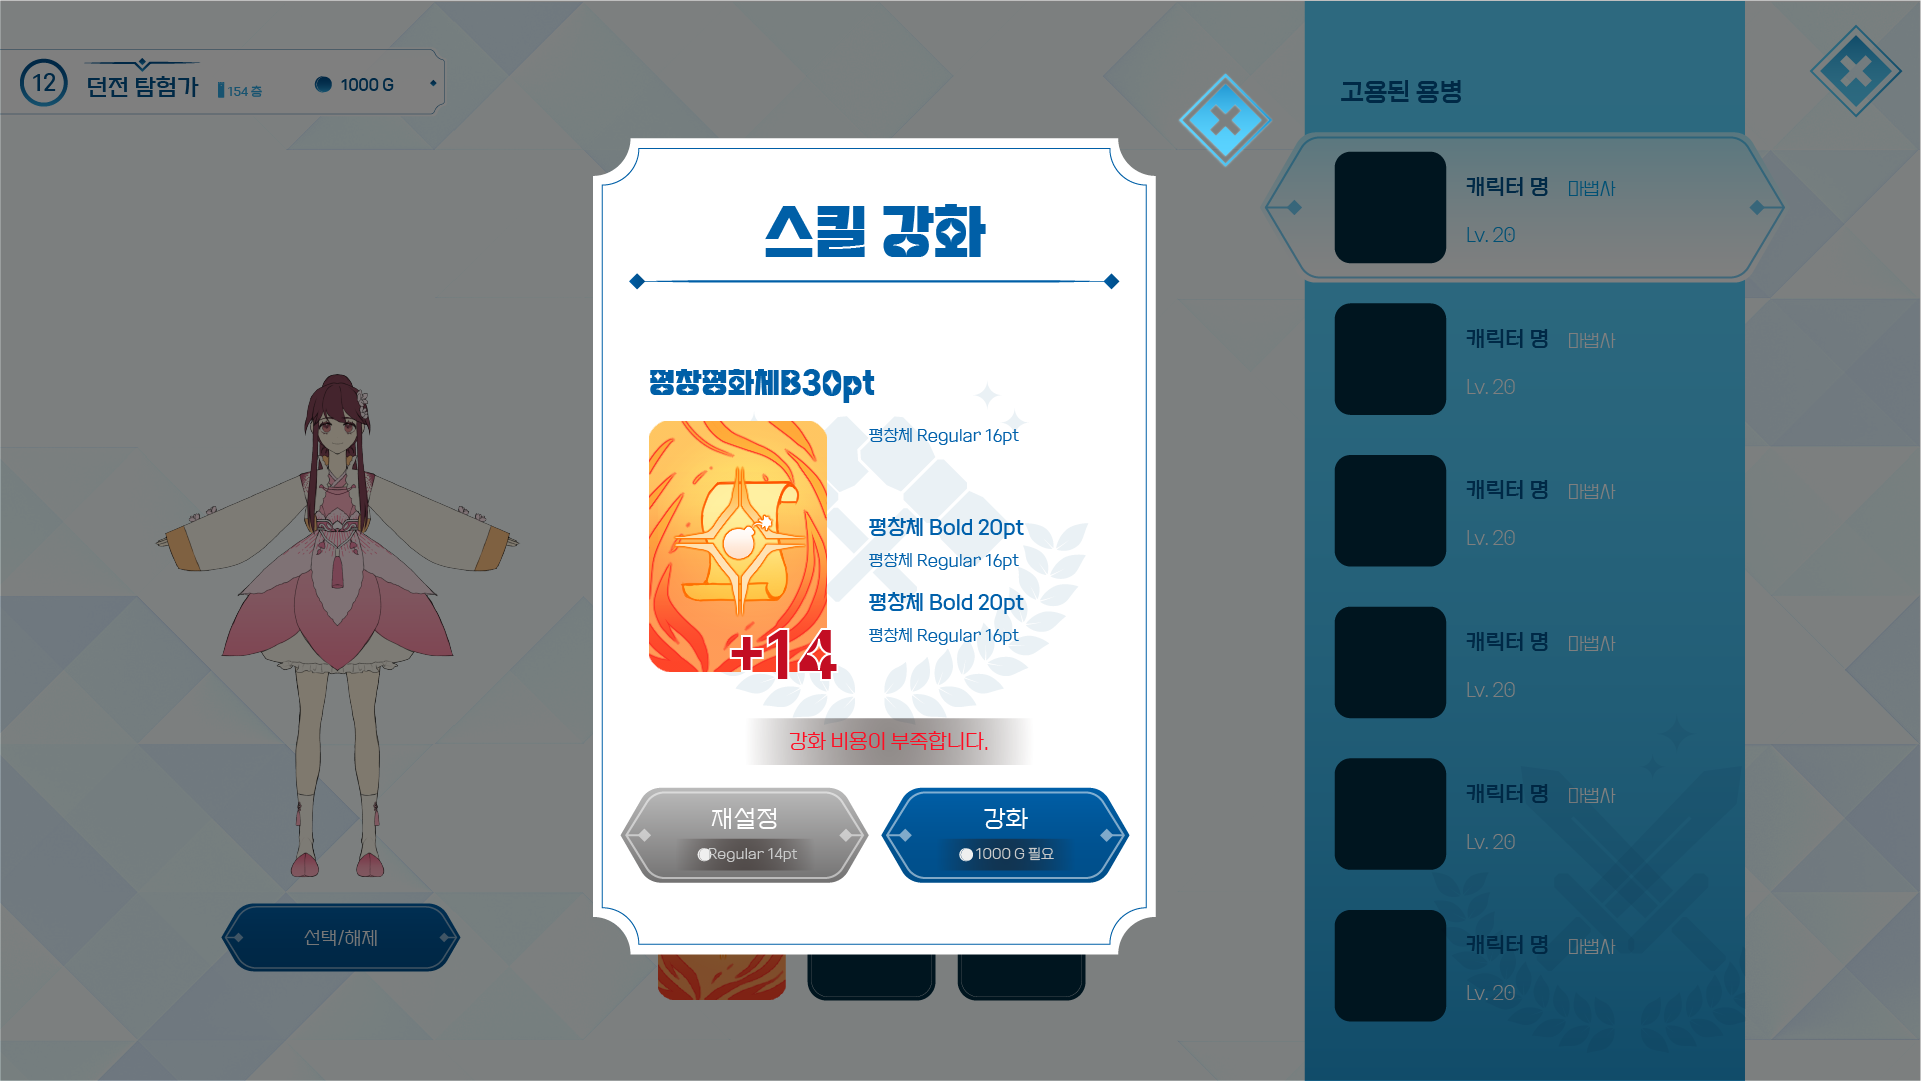 12 던전 탐험가 154 층 1000 G
고용된 용병
캐릭터 명 마법사
Lv. 20
캐릭터 명 마법사
Lv. 20
캐릭터 명 마법사
Lv. 20
캐릭터 명 마법사
Lv. 20
캐릭터 명 마법사
Lv. 20
캐릭터 명 마법사
Lv. 20
스킬 강화
평창평화체B30pt
평창체 Regular 16pt
평창체 Bold 20pt
평창체 Regular 16pt
평창체 Bold 20pt
평창체 Regular 16pt
+14
강화 비용이 부족합니다.
재설정
Regular 14pt
강화
1000 G 필요
선택/해제